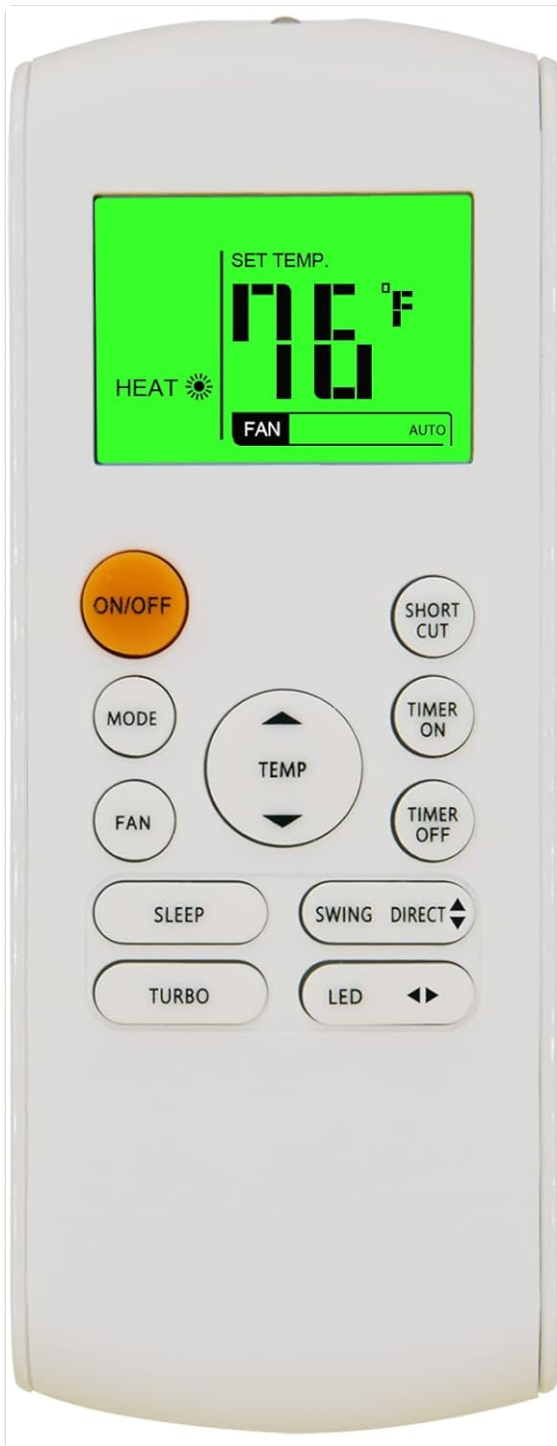 SET TEMP.
76 °F
HEAT
FAN AUTO
ON/OFF
SHORT
CUT
MODE
TEMP
TIMER
ON
FAN
TIMER
OFF
SLEEP
SWING DIRECT
TURBO
LED